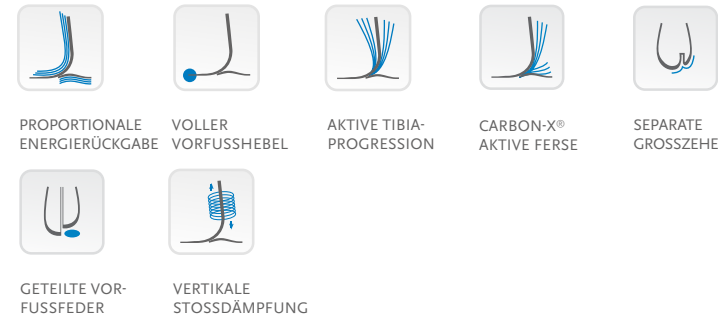 PROPORTIONALE
ENERGIERÜCKGABE
VOLLER
VORFUSSHEBEL
AKTIVE TIBIA-
PROGRESSION
CARBON-X®
AKTIVE FERSE
SEPARATE
GROSSZEHE
GETEILTE VOR-
FUSSFEDER
VERTIKALE
STOSSDÄMPFUNG